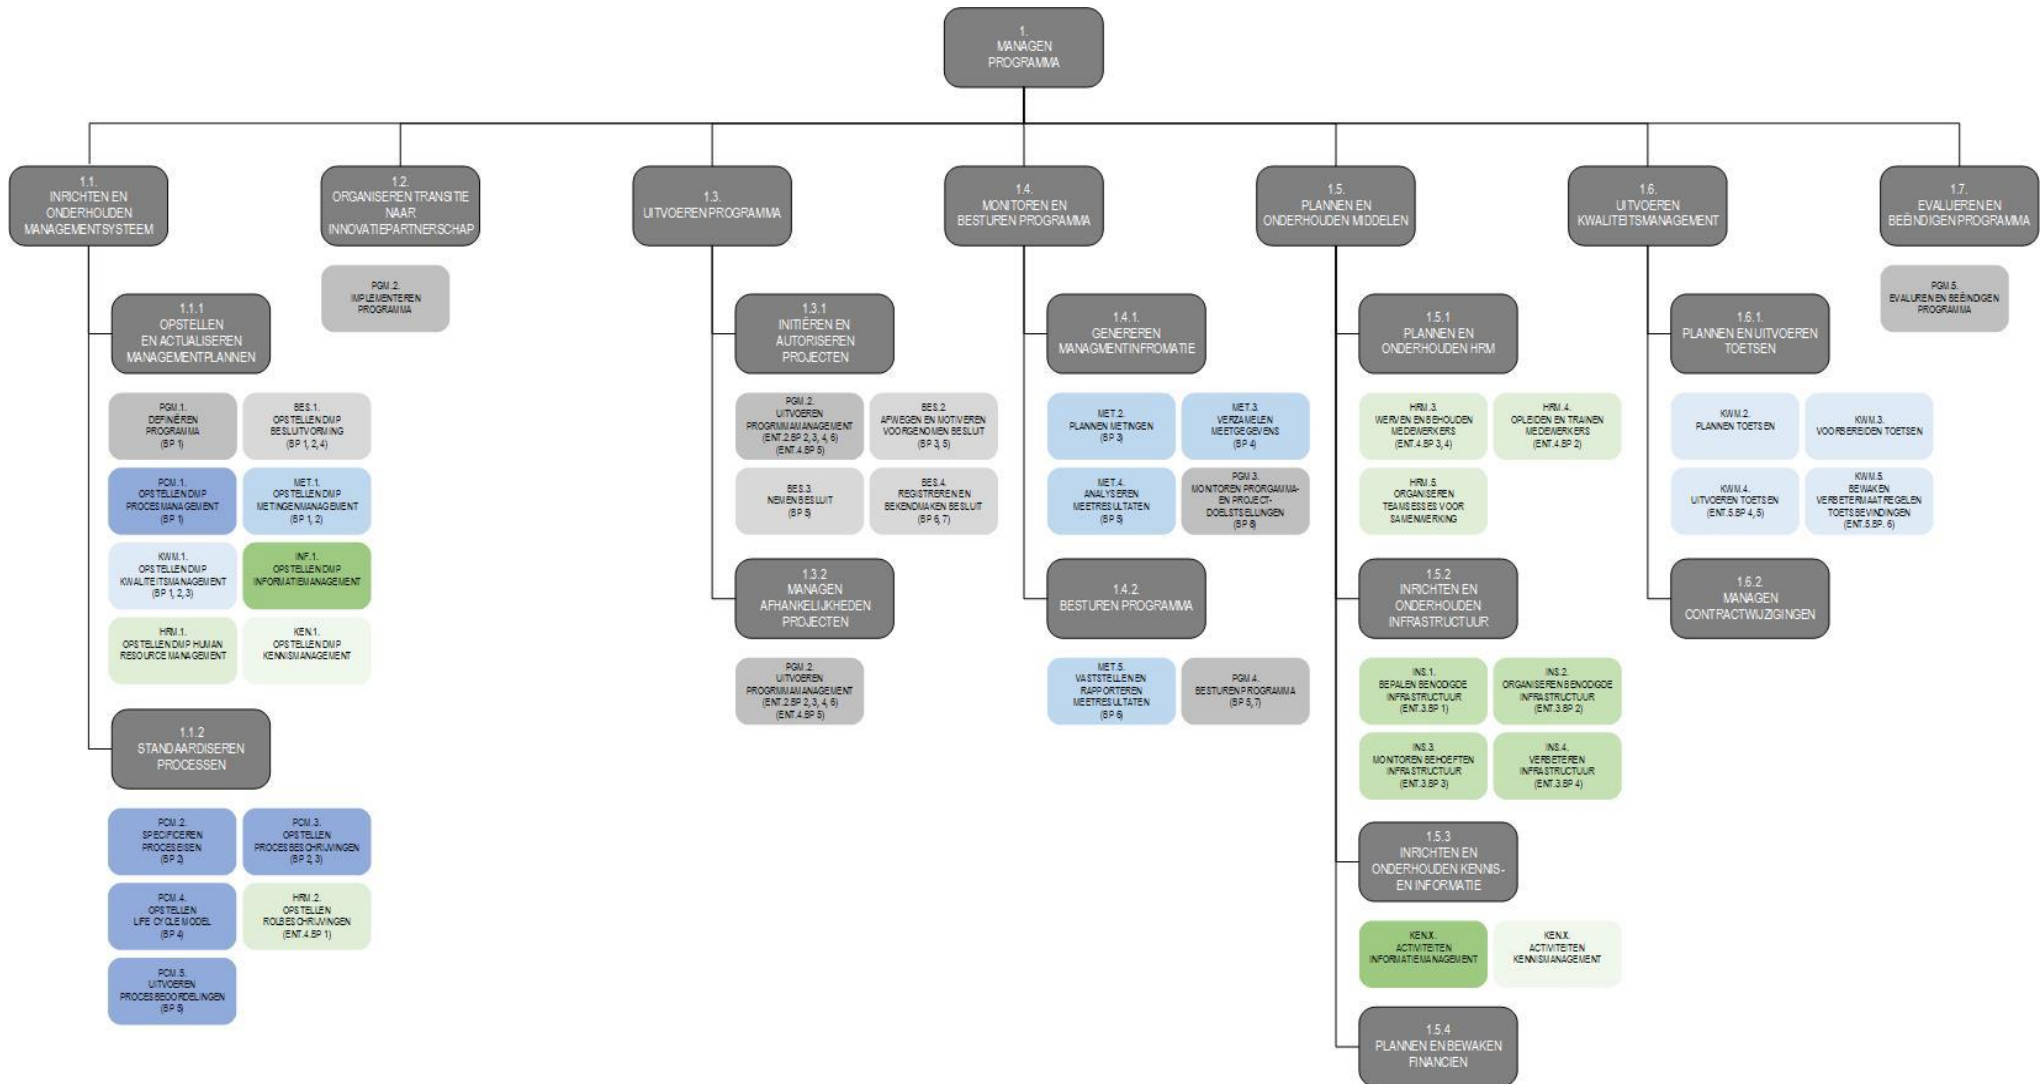 1.
MANAGEN
PROGRAMMA
1.1.
INRICHTEN EN
ONDERHOUDEN
MANAGEMENTSYSTEEM
1.2.
ORGANISEREN TRANSITIE
NAAR
INNOVATIEPARTNERSCHAP
1.3.
UITVOEREN PROGRAMMA
1.4.
MONITOREN EN
BESTUREN PROGRAMMA
1.5.
PLANNEN EN
ONDERHOUDEN MIDDELEN
1.6.
UITVOEREN
KWALITEITSMANAGEMENT
1.7.
EVALUEREN EN
BEËINDIGEN PROGRAMMA
1.1.1
OPSTELLEN
EN ACTUALISEREN
MANAGEMENTPLANNEN
PGM.1.
DEFINIËREN
PROGRAMMA
(BP 1)
BES.1.
OPSTELLEN DMP
BESLUITVORMING
(BP 1, 2, 4)
PCM.1.
OPSTELLEN DMP
PROCESMANAGEMENT
(BP 1)
MET.1.
OPSTELLEN DMP
METINGENMANAGEMENT
(BP 1, 2)
KWM.1.
OPSTELLEN DMP
KWALITEITSMANAGEMENT
(BP 1, 2, 3)
INF.1.
OPSTELLEN DMP
INFORMATIEMANAGEMENT
HRM.1.
OPSTELLEN DMP HUMAN
RESOURCE MANAGEMENT
KEN.1.
OPSTELLEN DMP
KENNISMANAGEMENT
1.1.2
STANDAARDISEREN
PROCESSEN
PCM.2.
SPECIFICEREN
PROCESEISEN
(BP 2)
PCM.3.
OPSTELLEN
PROCESBESCHRIJVINGEN
(BP 2, 3)
PCM.4.
OPSTELLEN
LIFE CYCLE MODEL
(BP 4)
HRM.2.
OPSTELLEN
ROLBESCHRIJVINGEN
(ENT.4.BP 1)
PCM.5.
UITVOEREN
PROCESBEOORDELINGEN
(BP 5)
PGM.2.
IMPLEMENTEREN
PROGRAMMA
1.3.1
INITIËREN EN
AUTORISEREN
PROJECTEN
PGM.2.
UITVOEREN
PROGRMMAMANAGEMENT
(ENT.2.BP 2, 3, 4, 6)
(ENT.4.BP 5)
BES.2.
AFWEGEN EN MOTIVEREN
VOORGENOMEN BESLUIT
(BP 3, 5)
BES.3.
NEMEN BESLUIT
(BP 5)
BES.4.
REGISTREREN EN
BEKENDMAKEN BESLUIT
(BP 6, 7)
1.3.2
MANAGEN
AFHANKELIJKHEDEN
PROJECTEN
PGM.2.
UITVOEREN
PROGRMMAMANAGEMENT
(ENT.2.BP 2, 3, 4, 6)
(ENT.4.BP 5)
1.4.1.
GENEREREN
MANAGMENTINFROMATIE
MET.2.
PLANNEN METINGEN
(BP 3)
MET.3.
VERZAMELEN
MEETGEGEVENS
(BP 4)
MET.4.
ANALYSEREN
MEETRESULTATEN
(BP 5)
PGM.3.
MONITOREN PRORGAMMA-
EN PROJECT-
DOELSTSELLINGEN
(BP 8)
1.4.2.
BESTUREN PROGRAMMA
MET.5.
VASTSTELLEN EN
RAPPORTEREN
MEETRESULTATEN
(BP 6)
PGM.4.
BESTUREN PROGRAMMA
(BP 5, 7)
1.5.1
PLANNEN EN
ONDERHOUDEN HRM
HRM.3.
WERVEN EN BEHOUDEN
MEDEWERKERS
(ENT.4.BP 3, 4)
HRM.4.
OPLEIDEN EN TRAINEN
MEDEWERKERS
(ENT.4.BP 2)
HRM.5.
ORGANISEREN
TEAMSESSIES VOOR
SAMENWERKING
1.5.2
INRICHTEN EN
ONDERHOUDEN
INFRASTRUCTUUR
INS.1.
BEPALEN BENODIGDE
INFRASTRUCTUUR
(ENT.3.BP 1)
INS.2.
ORGANISEREN BENODIGDE
INFRASTRUCTUUR
(ENT.3.BP 2)
INS.3.
MONITOREN BEHOEFTEN
INFRASTRUCTUUR
(ENT.3.BP 3)
INS.4.
VERBETEREN
INFRASTRUCTUUR
(ENT.3.BP 4)
1.5.3
INRICHTEN EN
ONDERHOUDEN KENNIS-
EN INFORMATIE
KEN.X.
ACTIVITEITEN
INFORMATIEMANAGEMENT
KEN.X.
ACTIVITEITEN
KENNISMANAGEMENT
1.5.4
PLANNEN EN BEWAKEN
FINANCIEN
1.6.1.
PLANNEN EN UITVOEREN
TOETSEN
KWM.2.
PLANNEN TOETSEN
KWM.3.
VOORBEREIDEN TOETSEN
KWM.4.
UITVOEREN TOETSEN
(ENT.5.BP 4, 5)
KWM.5.
BEWAKEN
VERBETERMAATREGELEN
TOETSBEVINDINGEN
(ENT.5.BP. 6)
1.6.2.
MANAGEN
CONTRACTWIJZIGINGEN
PGM.5.
EVALUREN EN BEËINDIGEN
PROGRAMMA